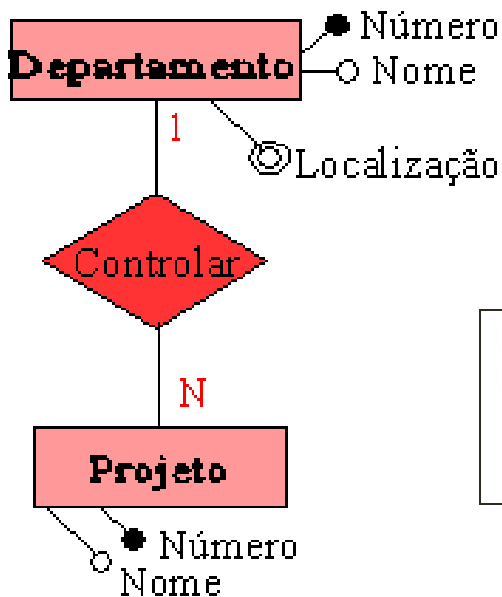 Número
Departamento
Nome
1
Localização
Controlar
N
Projeto
Número
Nome